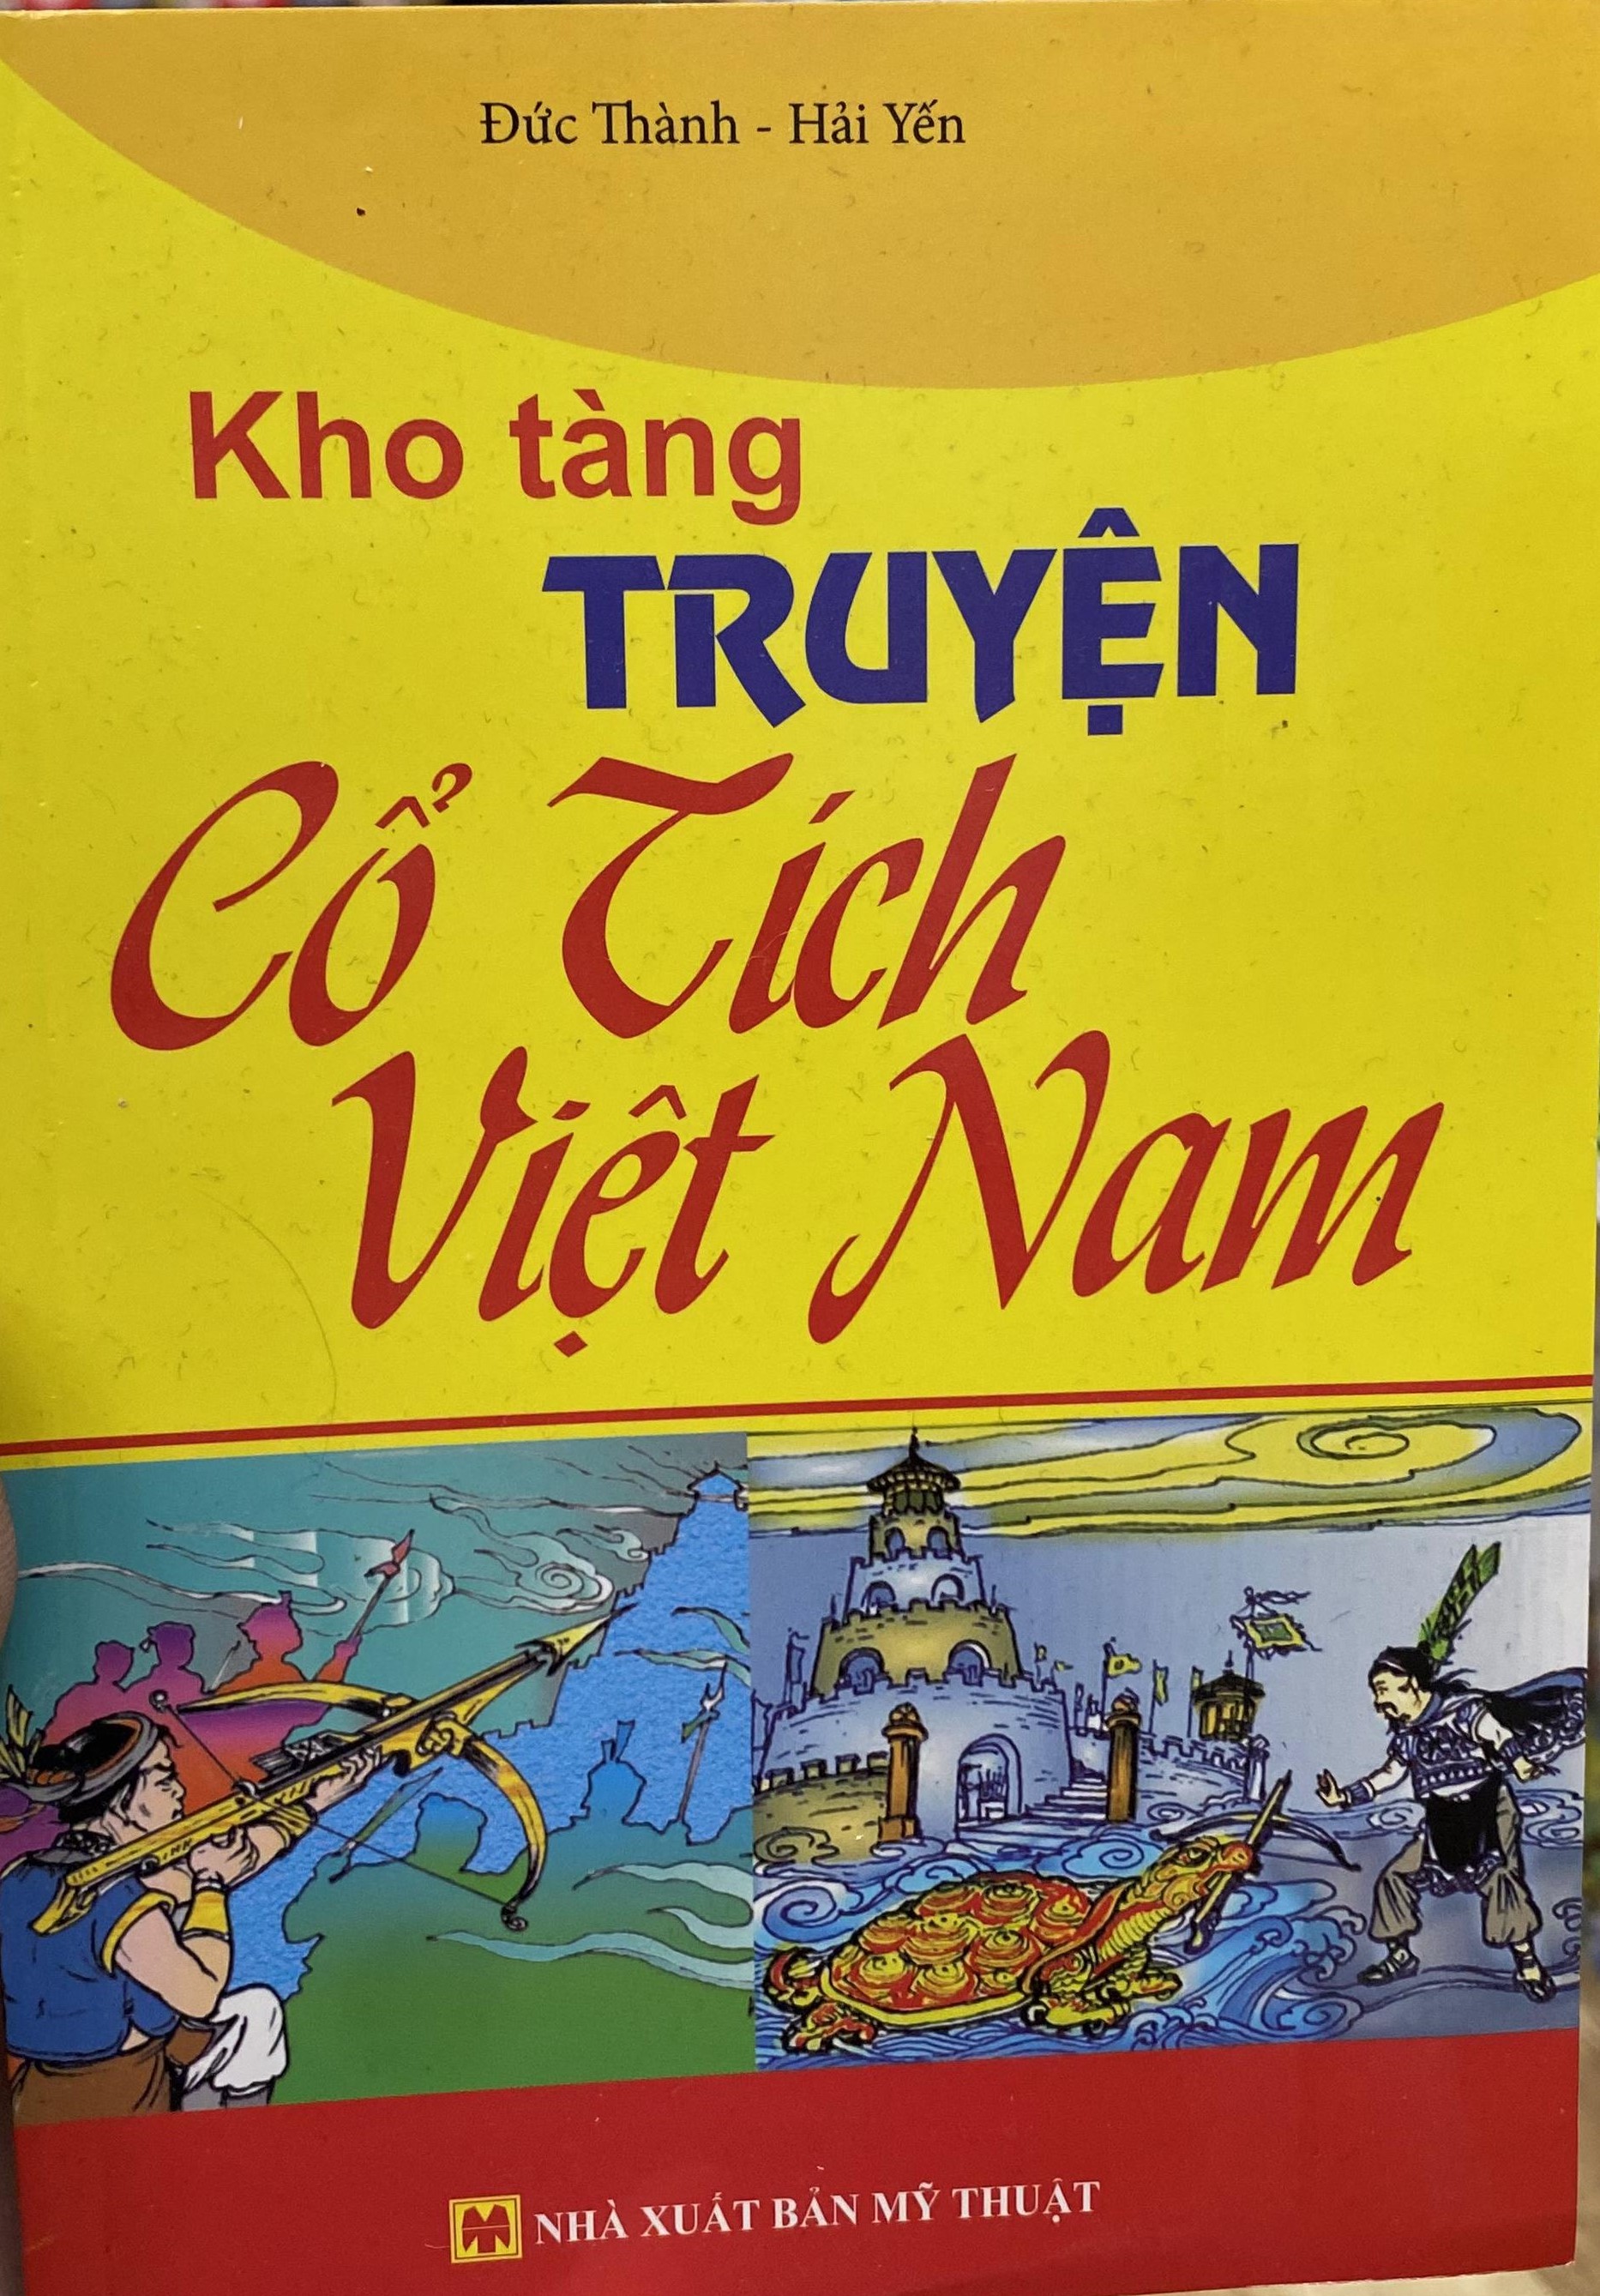 Đức Thành - Hải Yến
Kho tàng
TRUYỆN
Cổ Tích
Việt Nam
NHÀ XUẤT BẢN MỸ THUẬT